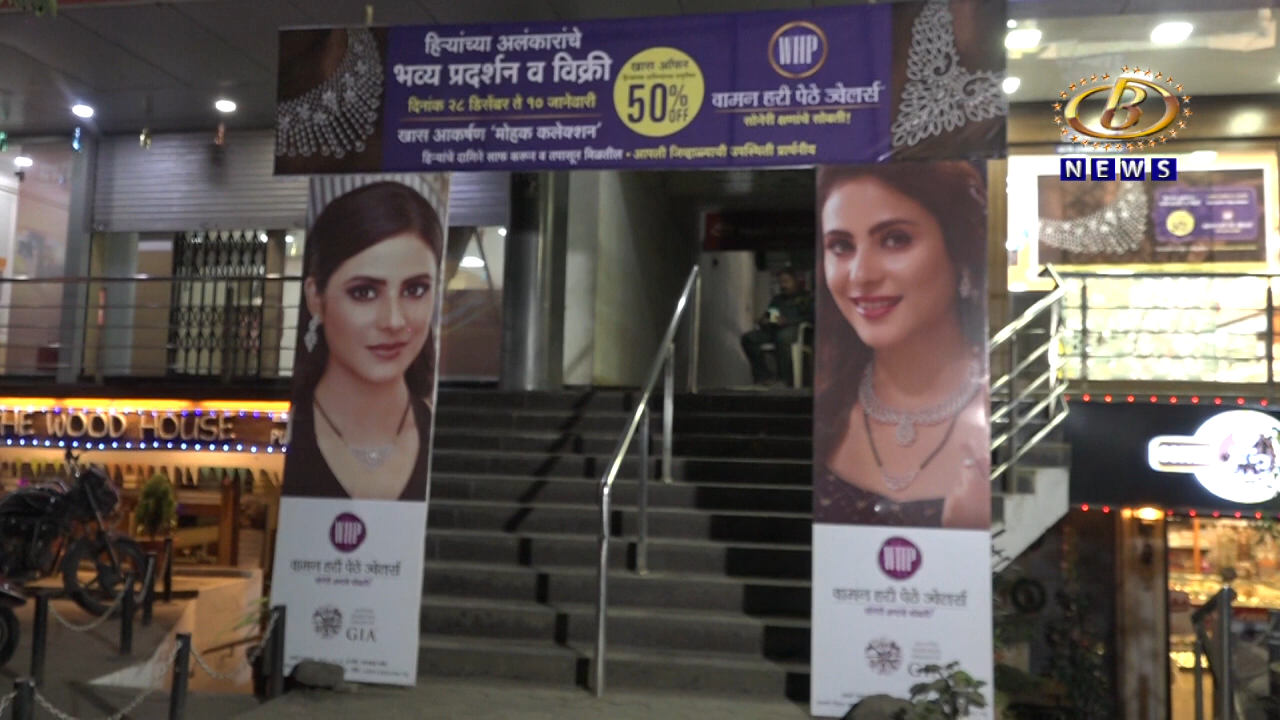 हिऱ्यांच्या अलंकारांचे
भव्य प्रदर्शन व विक्री
दिनांक २८ डिसेंबर ते १० जानेवारी
खास आकर्षण 'मोहक कलेक्शन'
हिऱ्यांचे दागिने साफ करून व तपासून मिळतील • आपली जिव्हाळ्याची उपस्थिती प्रार्थनीय
खास ऑफर
50% OFF
WHP
वामन हरी पेठे ज्वेलर्स
सोनेरी क्षणांचे सोबती!
B
NEWS
THE WOOD HOUSE
WHP
वामन हरी पेठे ज्वेलर्स
सोनेरी क्षणांचे सोबती!
GIA
WHP
वामन हरी पेठे ज्वेलर्स
सोनेरी क्षणांचे सोबती!